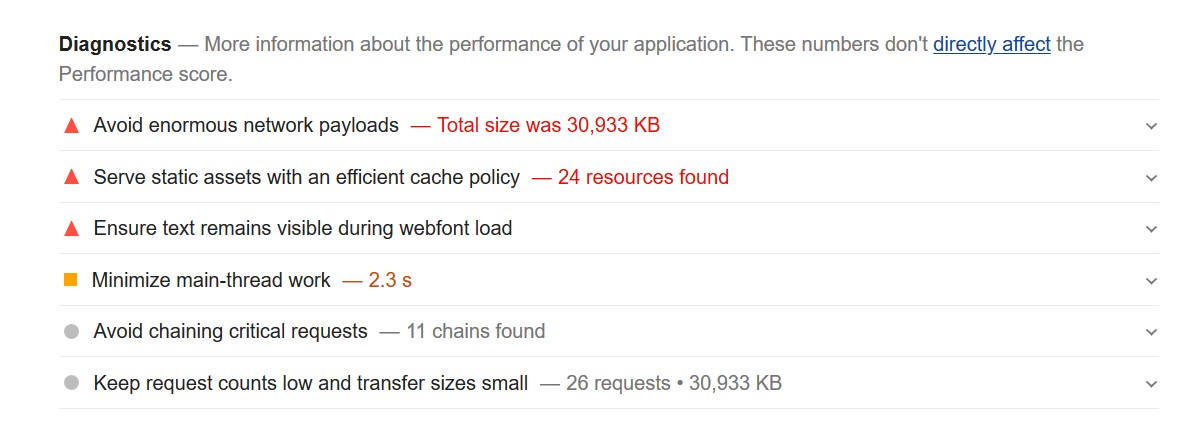 Diagnostics — More information about the performance of your application. These numbers don't directly affect the
Performance score.
Avoid enormous network payloads — Total size was 30,933 KB
Serve static assets with an efficient cache policy — 24 resources found
Ensure text remains visible during webfont load
Minimize main-thread work — 2.3 s
Avoid chaining critical requests — 11 chains found
Keep request counts low and transfer sizes small — 26 requests • 30,933 KB